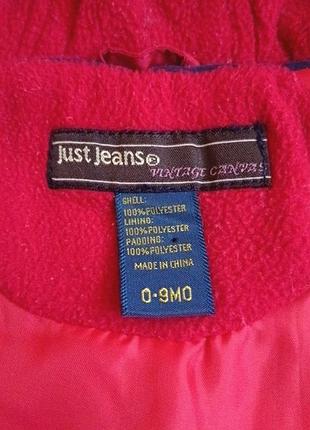 Just Jeans®
VINTAGE CANVAS
SHELL:
100%POLYESTER
LINING:
100%POLYESTER
PADDING:
100%POLYESTER
MADE IN CHINA
0-9MO